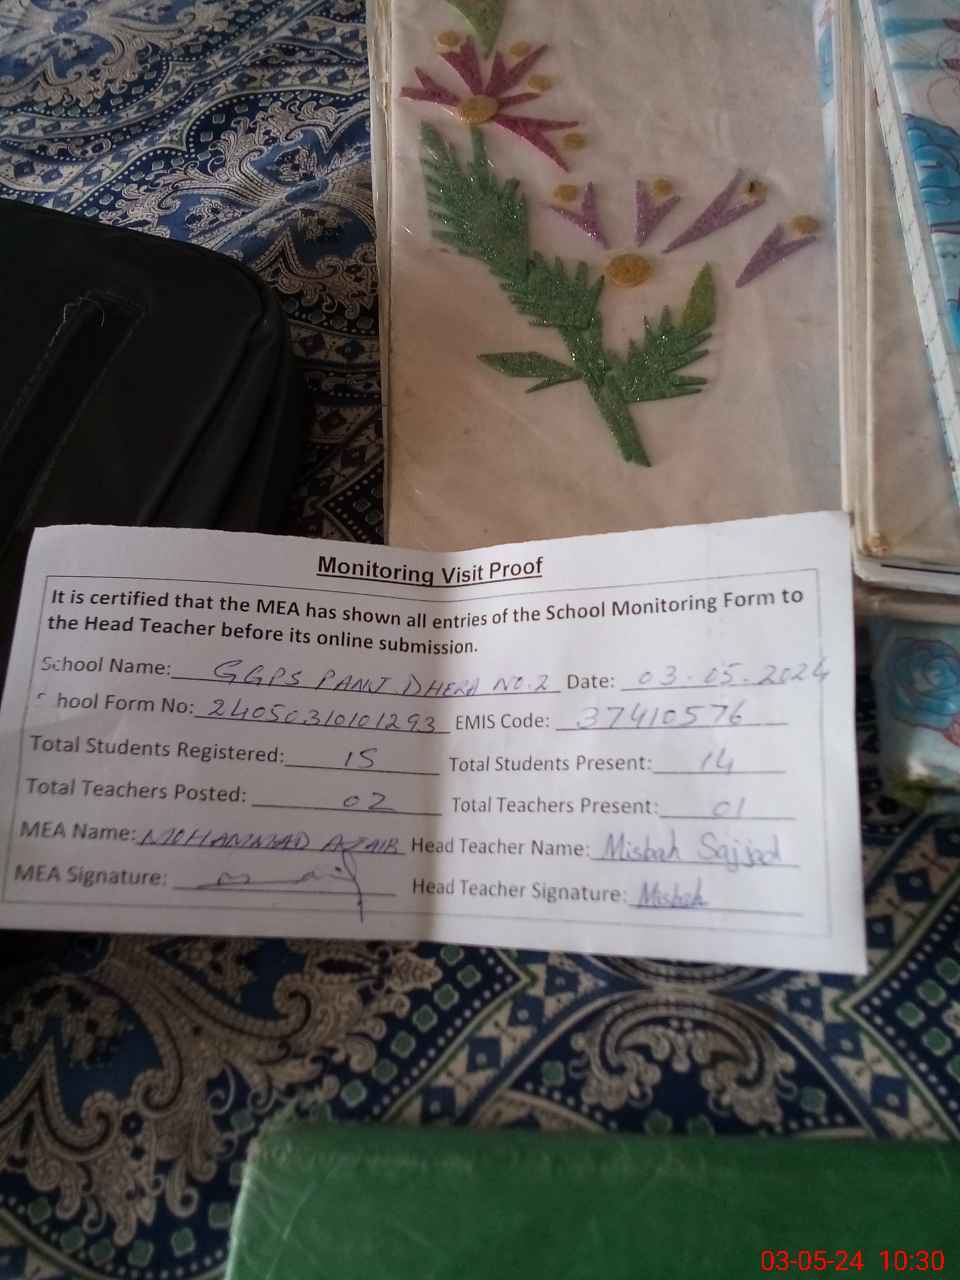 Monitoring Visit Proof
It is certified that the MEA has shown all entries of the School Monitoring Form to
the Head Teacher before its online submission.
School Name: GGPS PANJ DHERA NO.2 Date: 03.05.2024
hool Form No: 24050310101293 EMIS Code: 37410576
Total Students Registered: 15 Total Students Present: 14
Total Teachers Posted: 02 Total Teachers Present: 01
MEA Name: MOHAMMAD AZAIB Head Teacher Name: Misbah Sajjad
MEA Signature: Head Teacher Signature: Misbah
03-05-24 10:30